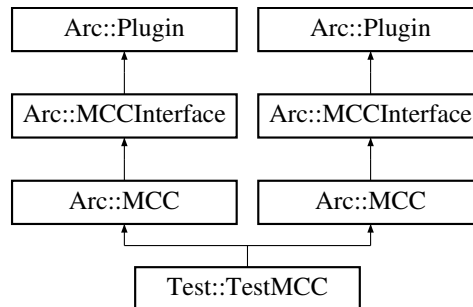 Arc::Plugin Arc::Plugin
Arc::MCCInterface Arc::MCCInterface
Arc::MCC Arc::MCC
Test::TestMCC